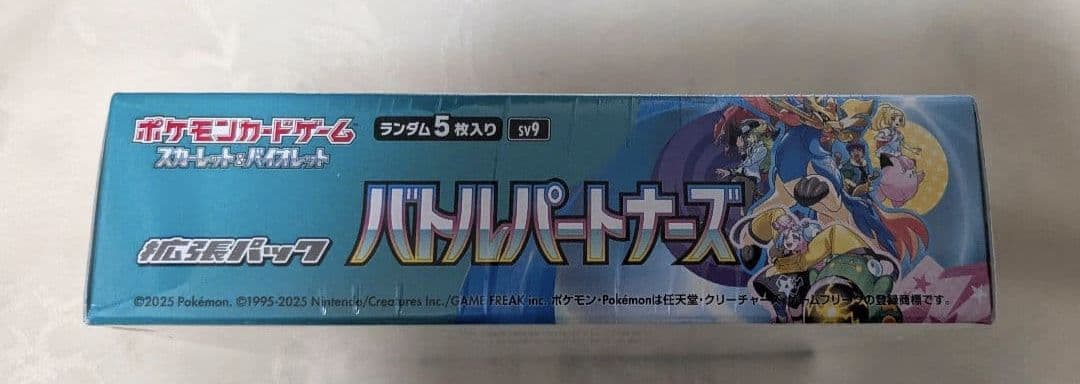 ポケモンカードゲーム
スカーレット&バイオレット
ランダム5枚入り sv9
拡張パック
バトルパートナーズ
©2025 Pokémon. ©1995-2025 Nintendo/Creatures Inc./GAME FREAK inc. ポケモン・Pokémonは任天堂・クリーチャーズ・ゲームフリークの登録商標です。